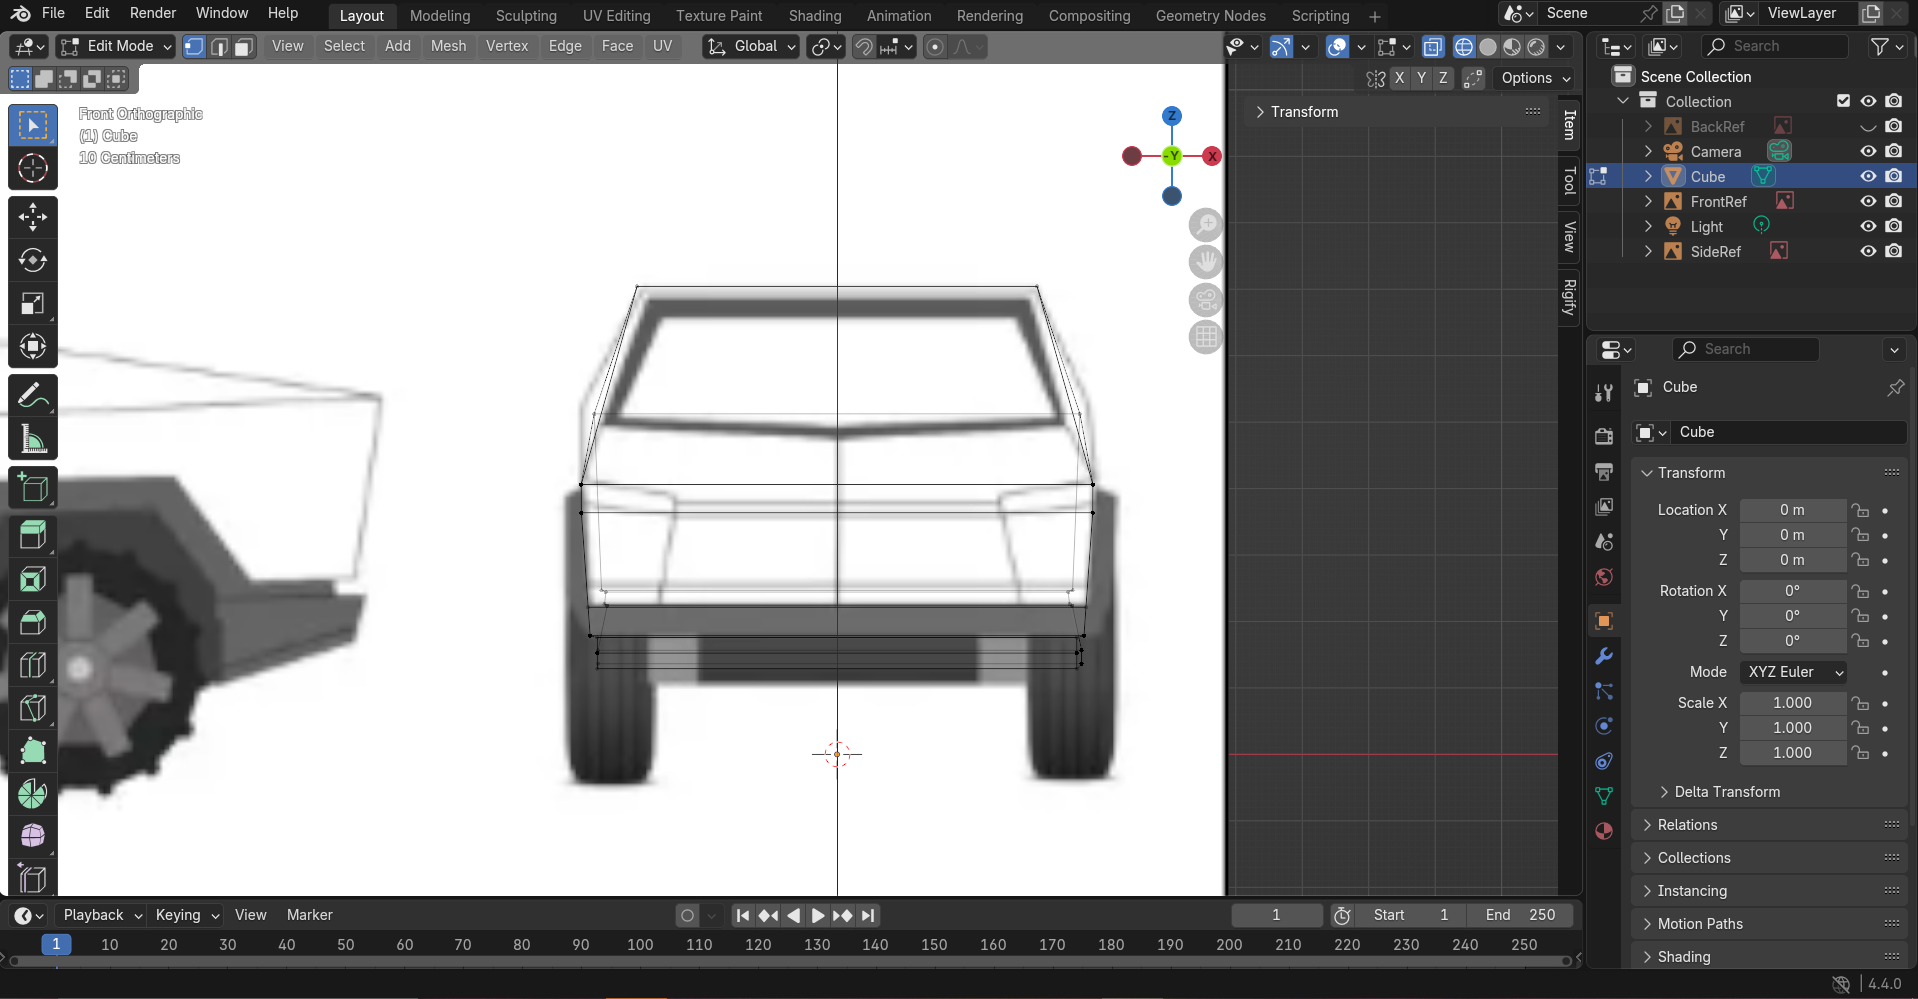 File Edit Render Window Help Layout Modeling Sculpting UV Editing Texture Paint Shading Animation Rendering Compositing Geometry Nodes Scripting + Scene ViewLayer
Edit Mode View Select Add Mesh Vertex Edge Face UV Global Search
X Y Z Options
Front Orthographic
(1) Cube
10 Centimeters
Z
-Y X
Transform
Item
Tool
View
Rigify
Scene Collection
Collection
BackRef
Camera
Cube
FrontRef
Light
SideRef
Search
Cube
Cube
Transform
Location X 0 m
Y 0 m
Z 0 m
Rotation X 0°
Y 0°
Z 0°
Mode XYZ Euler
Scale X 1.000
Y 1.000
Z 1.000
Delta Transform
Relations
Collections
Instancing
Motion Paths
Shading
Playback Keying View Marker 1 Start 1 End 250
1 10 20 30 40 50 60 70 80 90 100 110 120 130 140 150 160 170 180 190 200 210 220 230 240 250
4.4.0